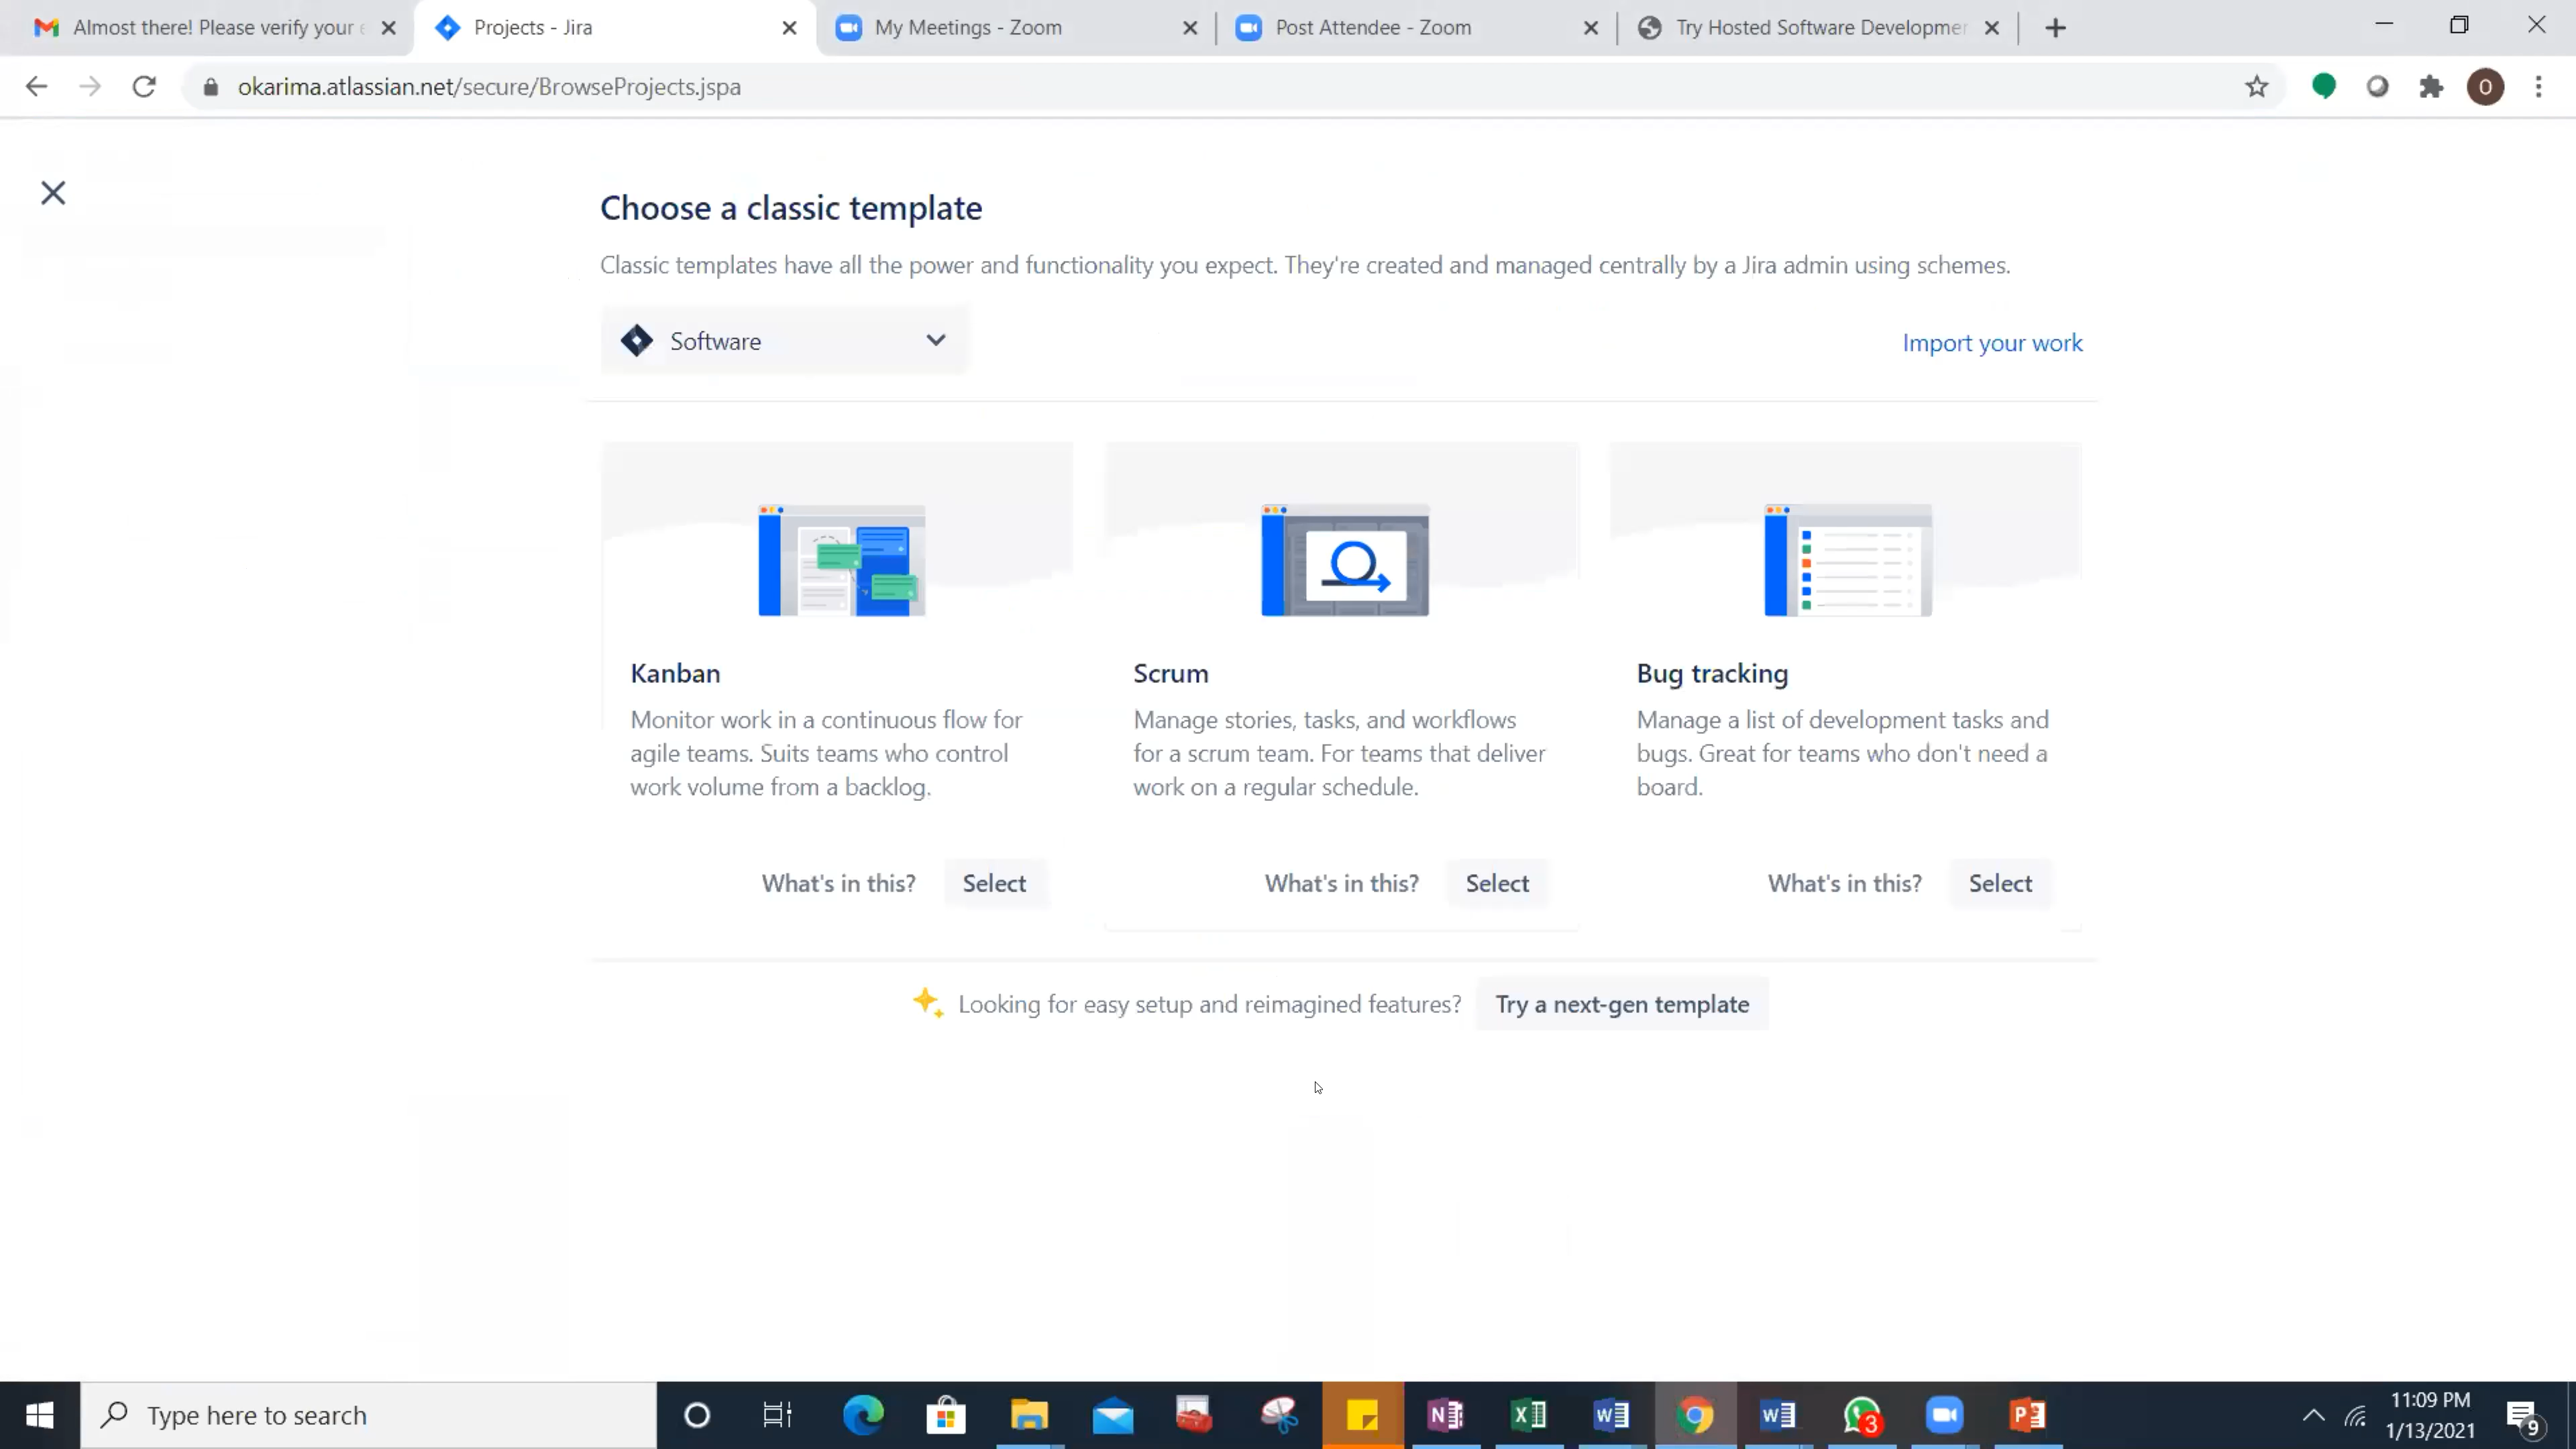 Almost there! Please verify your e
Projects - Jira
My Meetings - Zoom
Post Attendee - Zoom
Try Hosted Software Developmen
okarima.atlassian.net/secure/BrowseProjects.jspa
O
Choose a classic template
Classic templates have all the power and functionality you expect. They're created and managed centrally by a Jira admin using schemes.
Software
Import your work
Kanban
Monitor work in a continuous flow for
agile teams. Suits teams who control
work volume from a backlog.
What's in this?
Select
Scrum
Manage stories, tasks, and workflows
for a scrum team. For teams that deliver
work on a regular schedule.
What's in this?
Select
Bug tracking
Manage a list of development tasks and
bugs. Great for teams who don't need a
board.
What's in this?
Select
Looking for easy setup and reimagined features?
Try a next-gen template
Type here to search
3
11:09 PM
1/13/2021
9